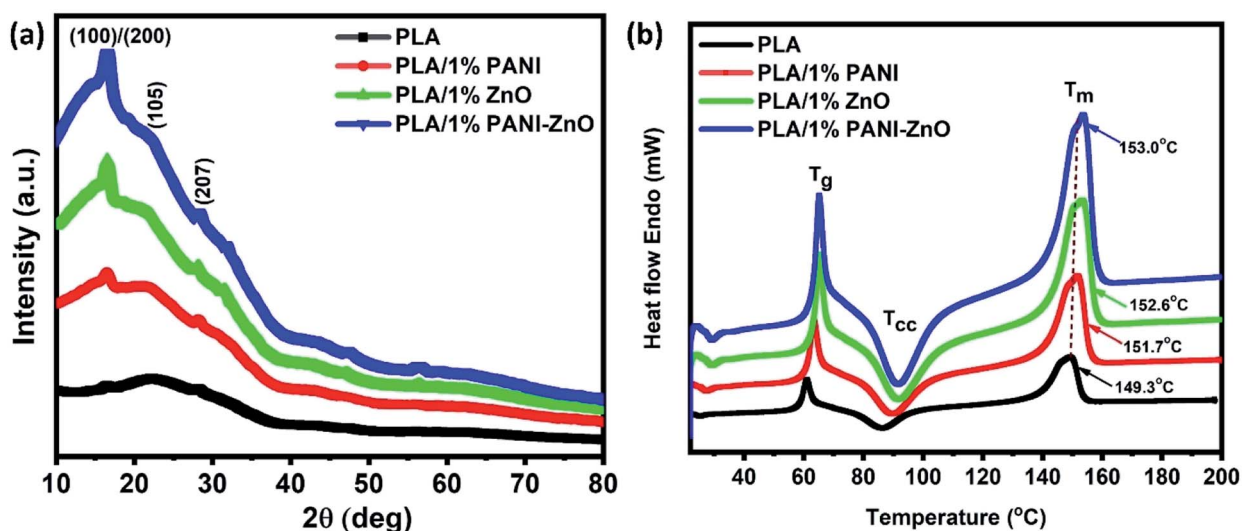 (a)
(100)/(200)
(105)
(207)
PLA
PLA/1% PANI
PLA/1% ZnO
PLA/1% PANI-ZnO
Intensity (a.u.)
10 20 30 40 50 60 70 80
2θ (deg)
(b)
PLA
PLA/1% PANI
PLA/1% ZnO
PLA/1% PANI-ZnO
Tg
Tcc
Tm
153.0°C
152.6°C
151.7°C
149.3°C
Heat flow Endo (mW)
40 60 80 100 120 140 160 180 200
Temperature (°C)